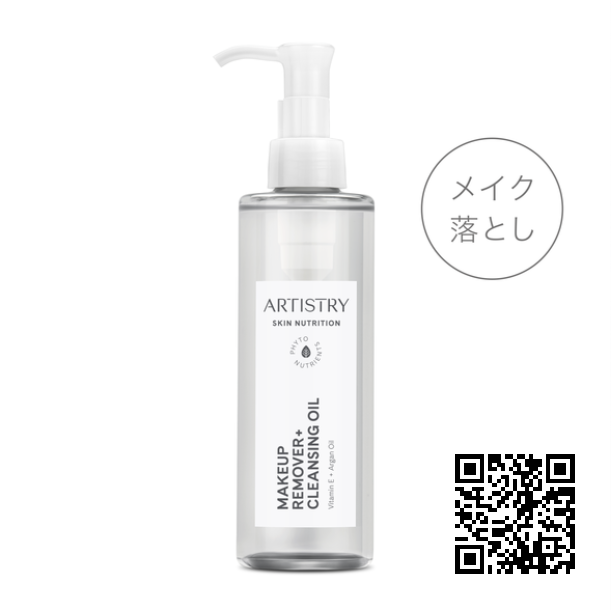 メイク
落とし
ARTISTRY
SKIN NUTRITION
PHYTO
NUTRIENTS
MAKEUP
REMOVER+
CLEANSING OIL
Vitamin E + Argan Oil